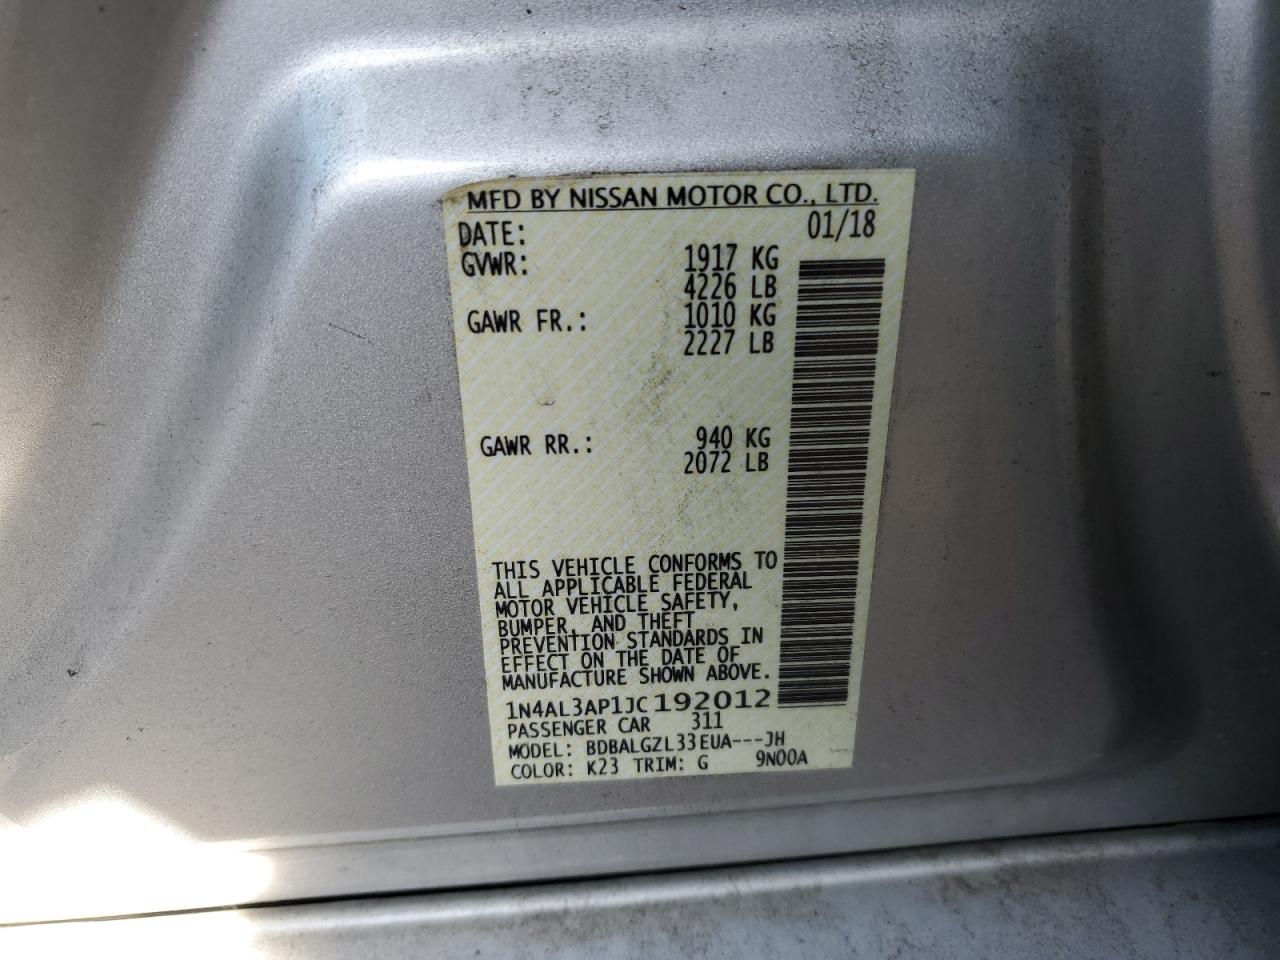 MFD BY NISSAN MOTOR CO., LTD.
DATE: 01/18
GVWR: 1917 KG
4226 LB
GAWR FR.: 1010 KG
2227 LB
GAWR RR.: 940 KG
2072 LB
THIS VEHICLE CONFORMS TO
ALL APPLICABLE FEDERAL
MOTOR VEHICLE SAFETY,
BUMPER, AND THEFT
PREVENTION STANDARDS IN
EFFECT ON THE DATE OF
MANUFACTURE SHOWN ABOVE.
1N4AL3AP1JC192012
PASSENGER CAR 311
MODEL: BDBALGZL33EUA---JH
COLOR: K23 TRIM: G 9N00A